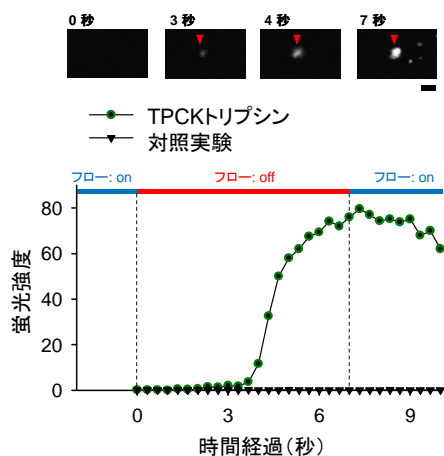 0 秒 3 秒 4 秒 7 秒
TPCKトリプシン
対照実験
フロー: on フロー: off フロー: on
80
60
40
20
0
蛍光強度
0 3 6 9
時間経過(秒)